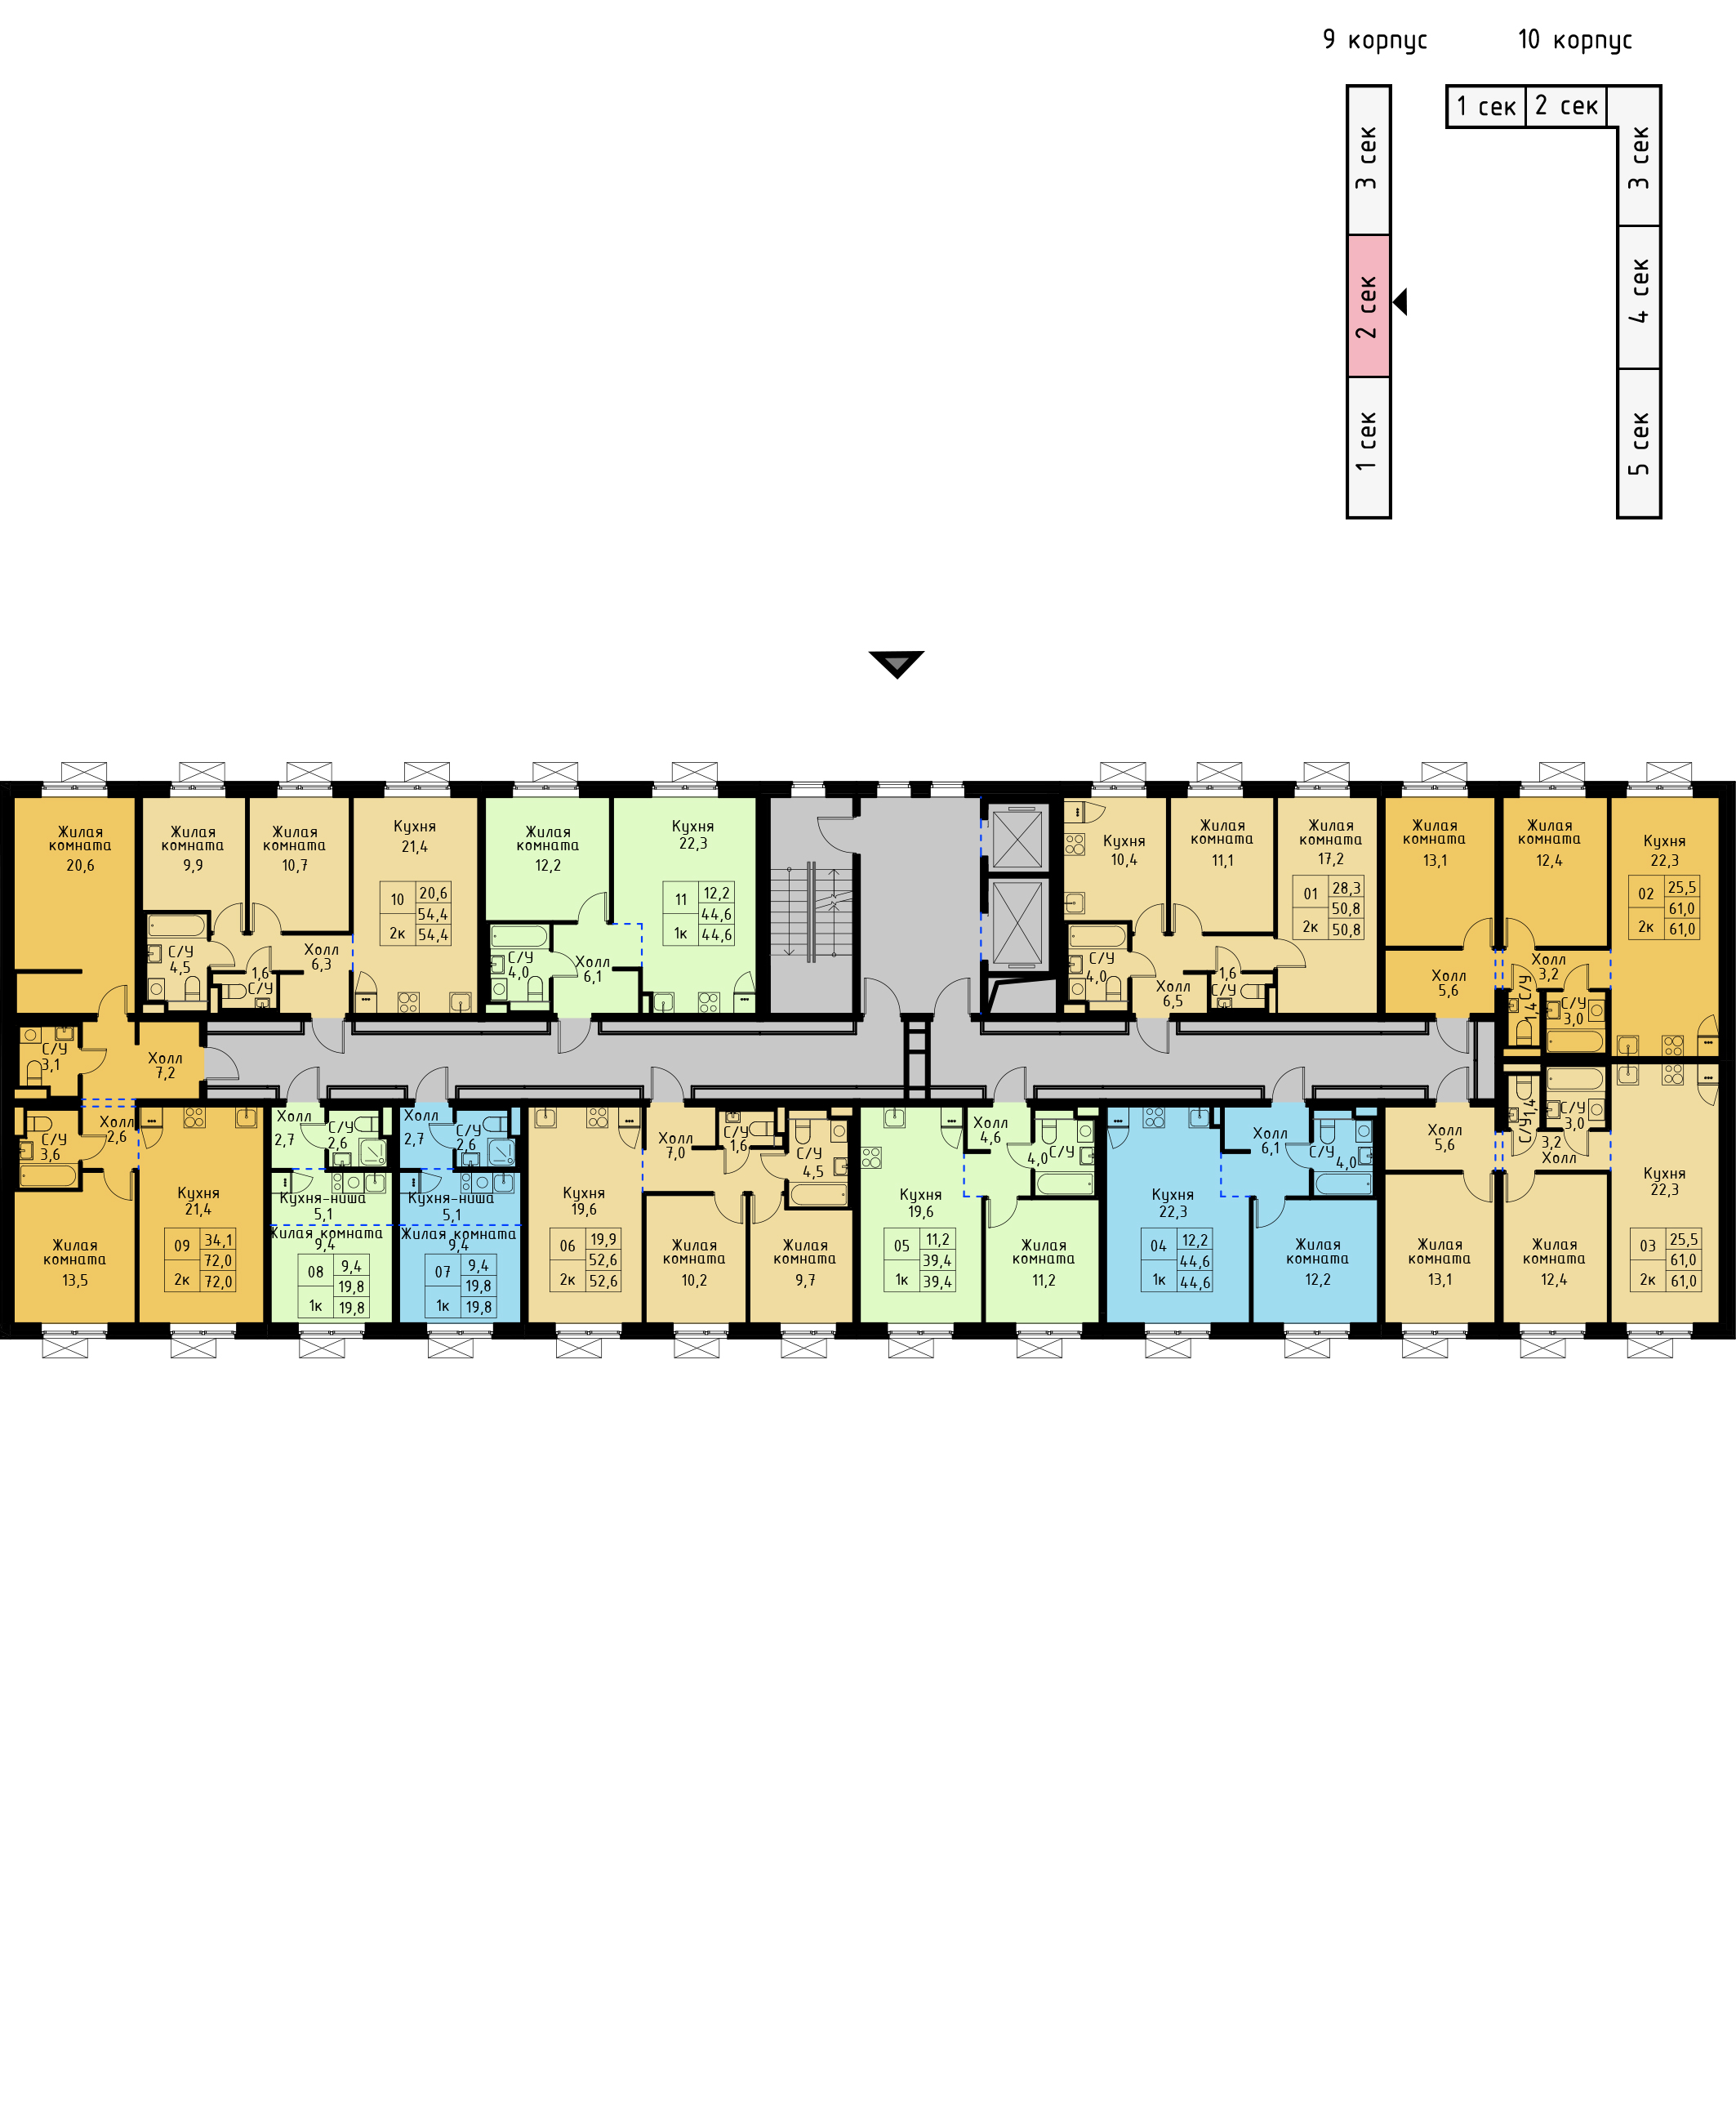 9 корпус
10 корпус
1 сек
2 сек
3 сек
3 сек
2 сек
4 сек
1 сек
5 сек
Жилая
комната
20,6
Жилая
комната
9,9
Жилая
комната
10,7
Кухня
21,4
10
20,6
54,4
2к
54,4
С/У
4,5
1,6
С/У
Холл
6,3
Жилая
комната
12,2
Кухня
22,3
11
12,2
44,6
1к
44,6
С/У
4,0
Холл
6,1
Кухня
10,4
Жилая
комната
11,1
Жилая
комната
17,2
01
28,3
50,8
2к
50,8
С/У
4,0
Холл
6,5
1,6
С/У
Жилая
комната
13,1
Жилая
комната
12,4
Кухня
22,3
02
25,5
61,0
2к
61,0
Холл
5,6
Холл
3,2
С/У
1,4
С/У
3,0
С/У
3,1
Холл
7,2
С/У
3,6
Холл
2,6
Кухня
21,4
09
34,1
72,0
2к
72,0
Жилая
комната
13,5
Холл
2,7
С/У
2,6
Кухня-ниша
5,1
Жилая комната
9,4
08
9,4
19,8
1к
19,8
Холл
2,7
С/У
2,6
Кухня-ниша
5,1
Жилая комната
9,4
07
9,4
19,8
1к
19,8
Холл
7,0
1,6
С/У
С/У
4,5
Кухня
19,6
06
19,9
52,6
2к
52,6
Жилая
комната
10,2
Жилая
комната
9,7
Холл
4,6
4,0
С/У
Кухня
19,6
05
11,2
39,4
1к
39,4
Жилая
комната
11,2
Холл
6,1
С/У
4,0
Кухня
22,3
04
12,2
44,6
1к
44,6
Жилая
комната
12,2
Холл
5,6
С/У
1,4
С/У
3,0
3,2
Холл
Кухня
22,3
Жилая
комната
13,1
Жилая
комната
12,4
03
25,5
61,0
2к
61,0